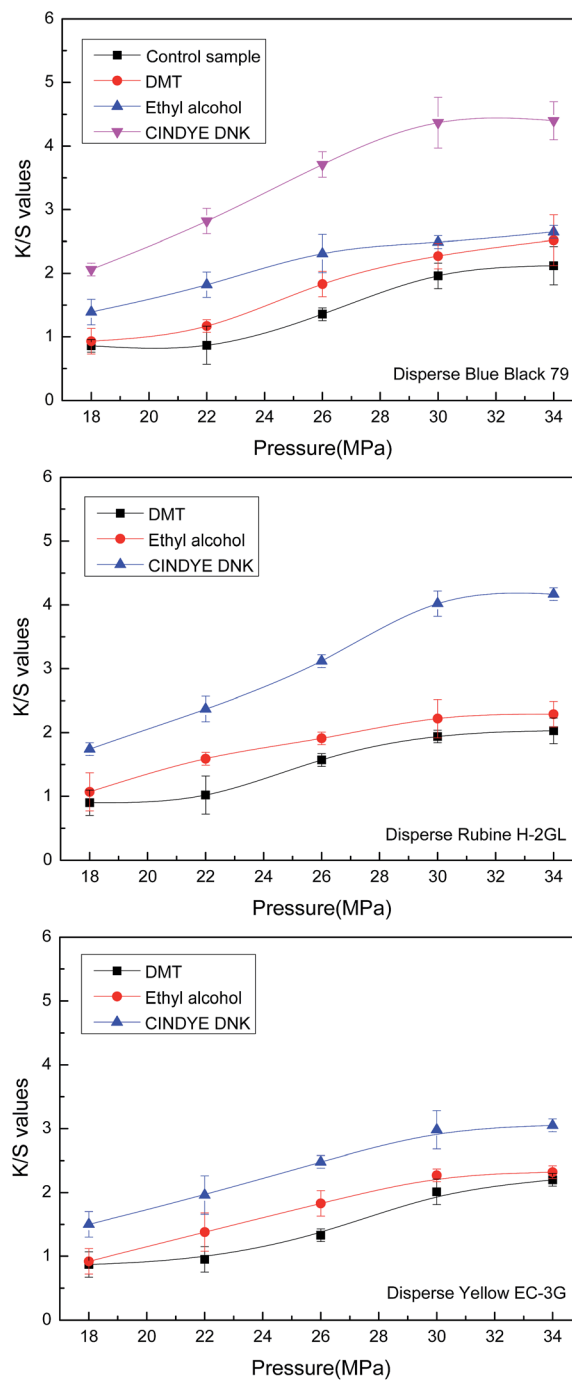 6
5
4
3
2
1
0
K/S values
Control sample
DMT
Ethyl alcohol
CINDYE DNK
Disperse Blue Black 79
18 20 22 24 26 28 30 32 34
Pressure(MPa)
6
5
4
3
2
1
0
K/S values
DMT
Ethyl alcohol
CINDYE DNK
Disperse Rubine H-2GL
18 20 22 24 26 28 30 32 34
Pressure(MPa)
6
5
4
3
2
1
0
K/S values
DMT
Ethyl alcohol
CINDYE DNK
Disperse Yellow EC-3G
18 20 22 24 26 28 30 32 34
Pressure(MPa)